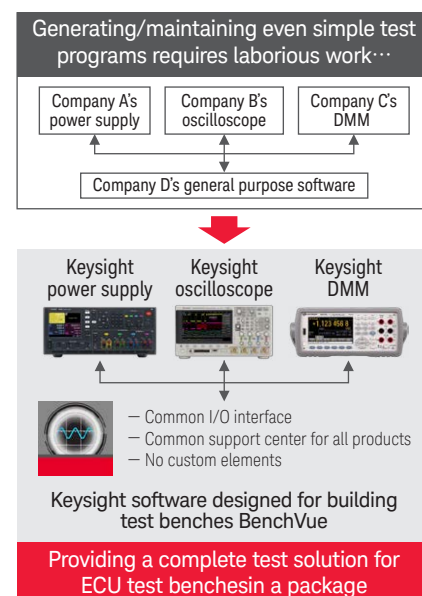 Generating/maintaining even simple test
programs requires laborious work…
Company A's
power supply
Company B's
oscilloscope
Company C's
DMM
Company D's general purpose software
Keysight
power supply
Keysight
oscilloscope
Keysight
DMM
— Common I/O interface
— Common support center for all products
— No custom elements
Keysight software designed for building
test benches BenchVue
Providing a complete test solution for
ECU test benchesin a package